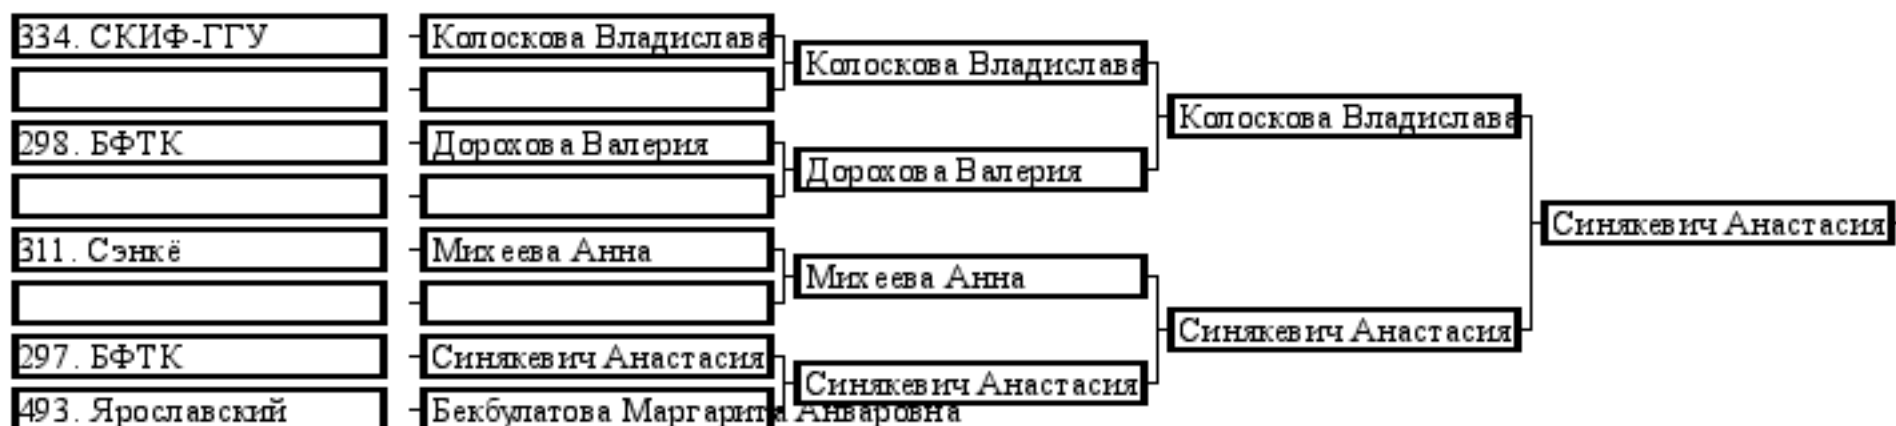 334. СКИФ-ГГУ
Колоскова Владислава
Колоскова Владислава
Колоскова Владислава
298. БФТК
Дорохова Валерия
Дорохова Валерия
Синякевич Анастасия
311. Сэнкё
Михеева Анна
Михеева Анна
Синякевич Анастасия
297. БФТК
Синякевич Анастасия
Синякевич Анастасия
493. Ярославский
Бекбулатова Маргарита Анваровна